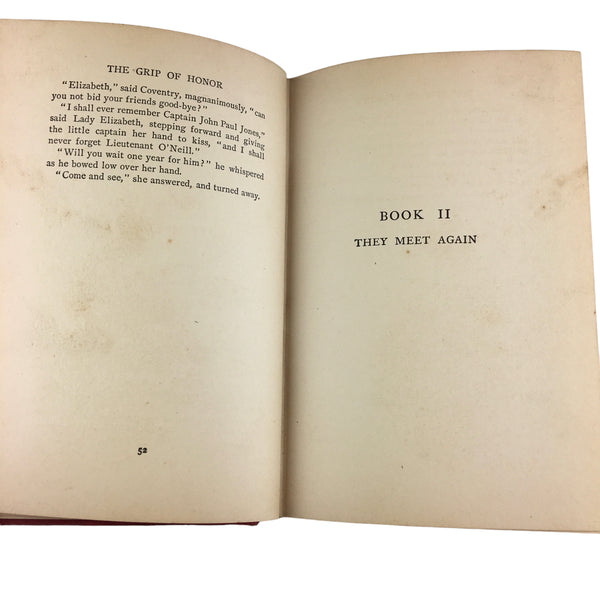 THE GRIP OF HONOR
"Elizabeth," said Coventry, magnanimously, "can
you not bid your friends good-bye?"
"I shall ever remember Captain John Paul Jones,"
said Lady Elizabeth, stepping forward and giving
the little captain her hand to kiss, "and I shall
never forget Lieutenant O'Neill."
"Will you wait one year for him?" he whispered
as he bowed low over her hand.
"Come and see," she answered, and turned away.
52
BOOK II
THEY MEET AGAIN